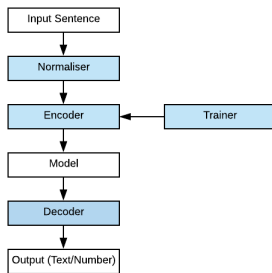 Input Sentence
Normaliser
Encoder
Trainer
Model
Decoder
Output (Text/Number)